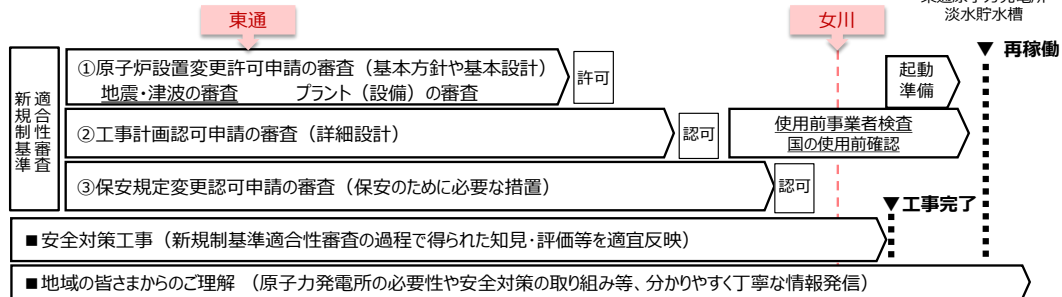 東通原子力発電所
淡水貯水槽
東通
女川
▼ 再稼働
新規制基準
適合性審査
①原子炉設置変更許可申請の審査（基本方針や基本設計）
地震・津波の審査　プラント（設備）の審査
許可
起動
準備
②工事計画認可申請の審査（詳細設計）
認可
使用前事業者検査
国の使用前確認
③保安規定変更認可申請の審査（保安のために必要な措置）
認可
▼工事完了
■安全対策工事（新規制基準適合性審査の過程で得られた知見・評価等を適宜反映）
■地域の皆さまからのご理解　（原子力発電所の必要性や安全対策の取り組み等、分かりやすく丁寧な情報発信）